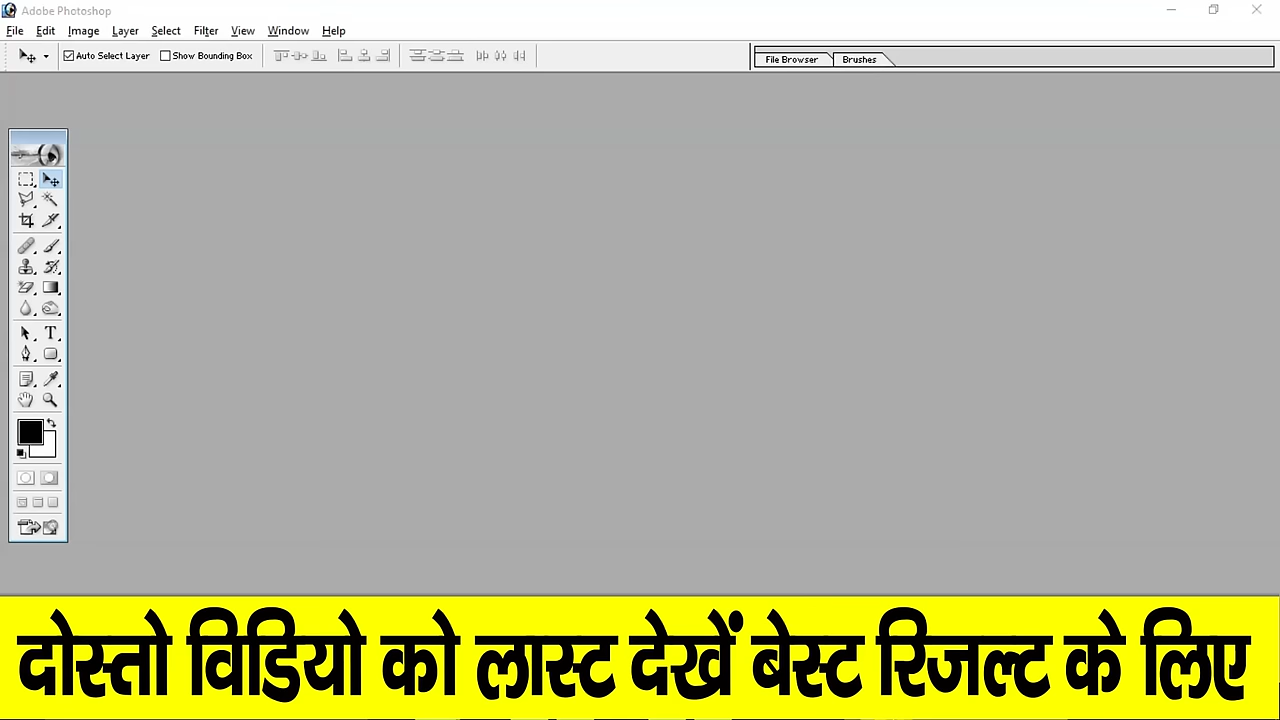 Adobe Photoshop
File Edit Image Layer Select Filter View Window Help
Auto Select Layer Show Bounding Box File Browser Brushes
T
दोस्तो विडियो को लास्ट देखें बेस्ट रिजल्ट के लिए